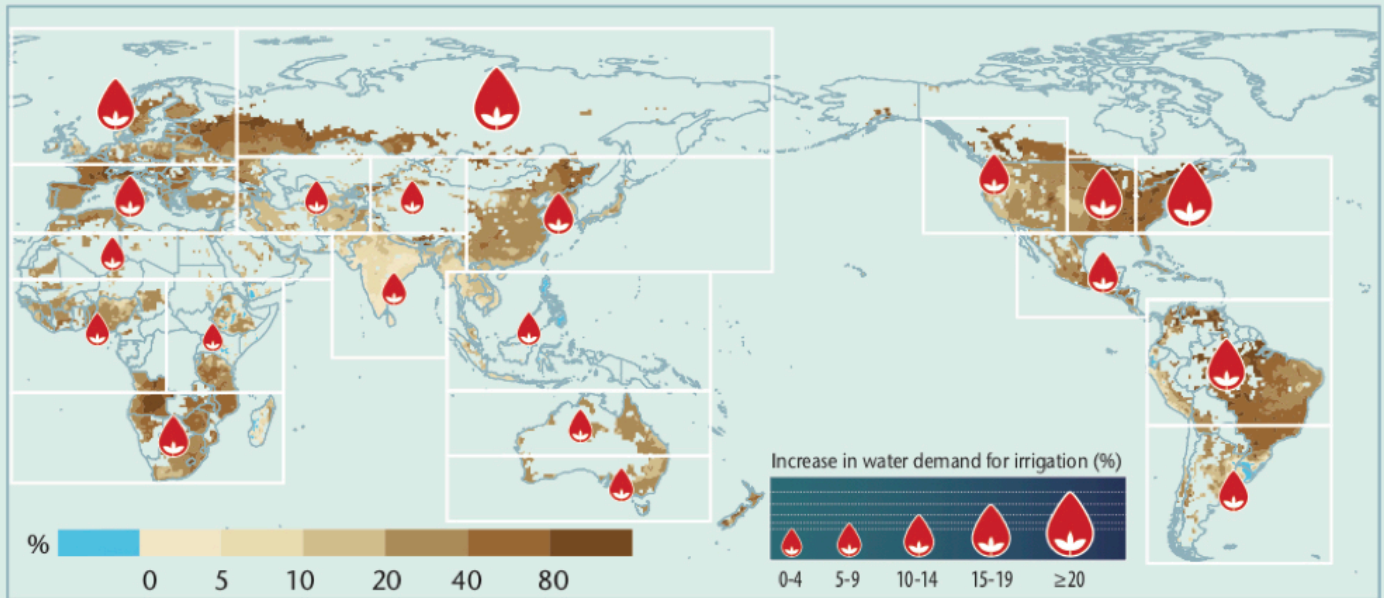 Increase in water demand for irrigation (%)
0-4 5-9 10-14 15-19 ≥20
%
0 5 10 20 40 80